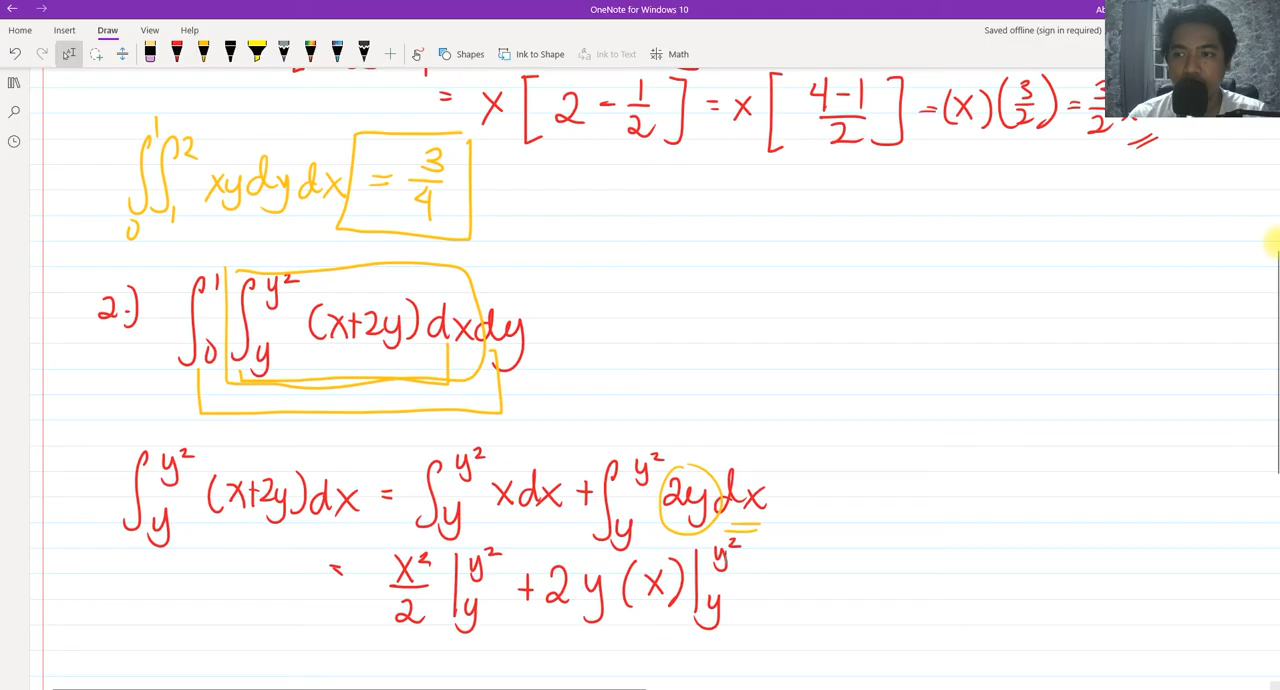 OneNote for Windows 10
Home Insert Draw View Help
Saved offline (sign in required)
Shapes Ink to Shape Ink to Text Math
= x [ 2 - 1/2 ] = x [ 4-1/2 ] = (x)(3/2) =
∫₀¹ ∫₁² xy dy dx = 3/4
2.) ∫₀¹ ∫_y^{y²} (x+2y) dx dy
∫_y^{y²} (x+2y) dx = ∫_y^{y²} x dx + ∫_y^{y²} 2y dx
= x²/2 |_y^{y²} + 2y (x) |_y^{y²}